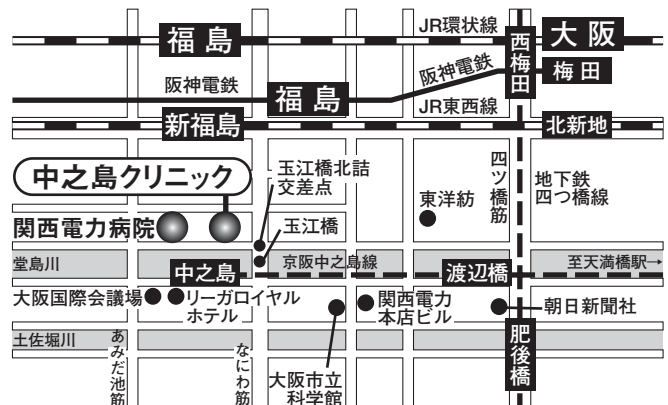 JR環状線
福島
大阪
西梅田
阪神電鉄
阪神電鉄
梅田
福島
JR東西線
新福島
北新地
中之島クリニック
玉江橋北詰
交差点
四ツ橋筋
地下鉄
四つ橋線
東洋紡
関西電力病院
玉江橋
堂島川
中之島
京阪中之島線
渡辺橋
至天満橋駅→
大阪国際会議場
リーガロイヤル
ホテル
関西電力
本店ビル
朝日新聞社
土佐堀川
あみだ池筋
なにわ筋
大阪市立
科学館
肥後橋